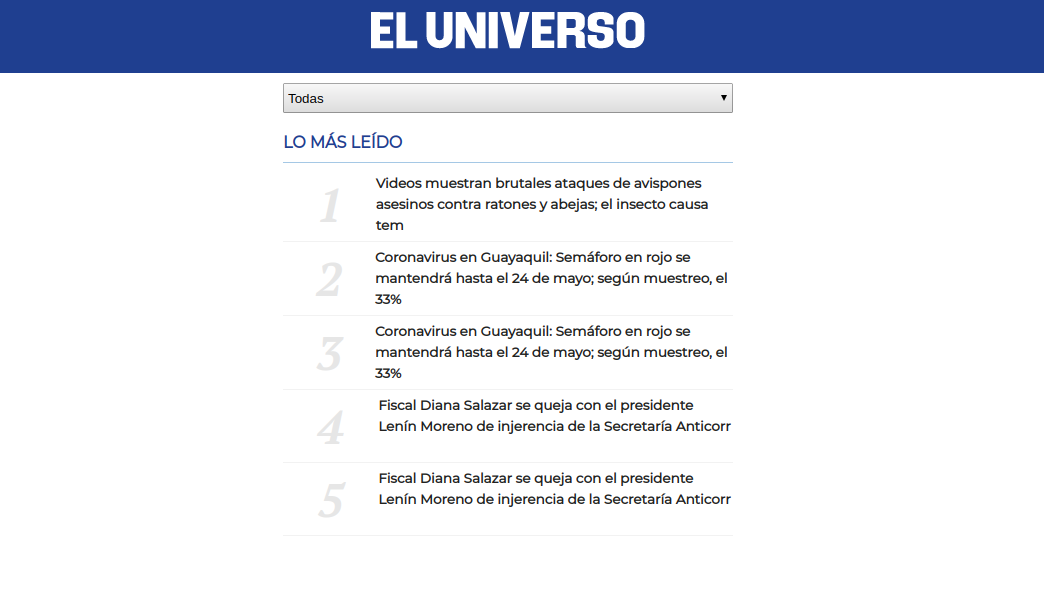 EL UNIVERSO
Todas
LO MÁS LEÍDO
1
Videos muestran brutales ataques de avispones
asesinos contra ratones y abejas; el insecto causa
tem
2
Coronavirus en Guayaquil: Semáforo en rojo se
mantendrá hasta el 24 de mayo; según muestreo, el
33%
3
Coronavirus en Guayaquil: Semáforo en rojo se
mantendrá hasta el 24 de mayo; según muestreo, el
33%
4
Fiscal Diana Salazar se queja con el presidente
Lenín Moreno de injerencia de la Secretaría Anticorr
5
Fiscal Diana Salazar se queja con el presidente
Lenín Moreno de injerencia de la Secretaría Anticorr